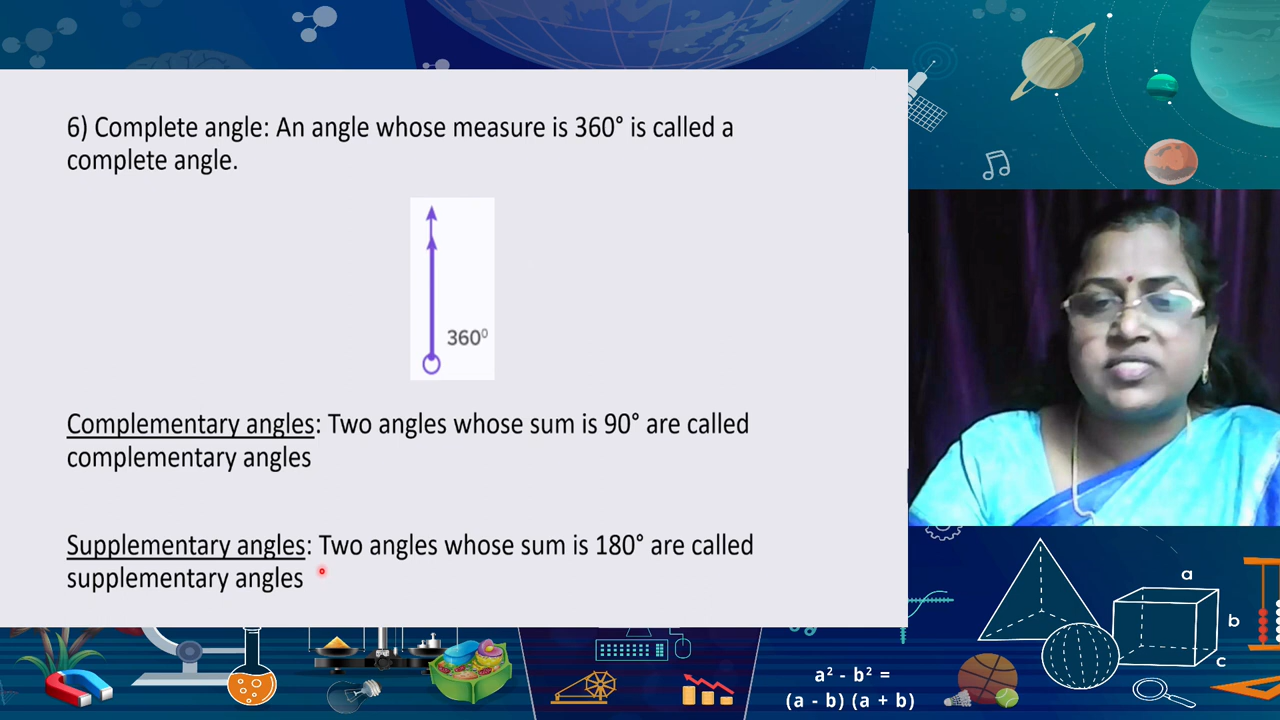 6) Complete angle: An angle whose measure is 360° is called a
complete angle.
360⁰
Complementary angles: Two angles whose sum is 90° are called
complementary angles
Supplementary angles: Two angles whose sum is 180° are called
supplementary angles
a
b
c
a² - b² =
(a - b) (a + b)